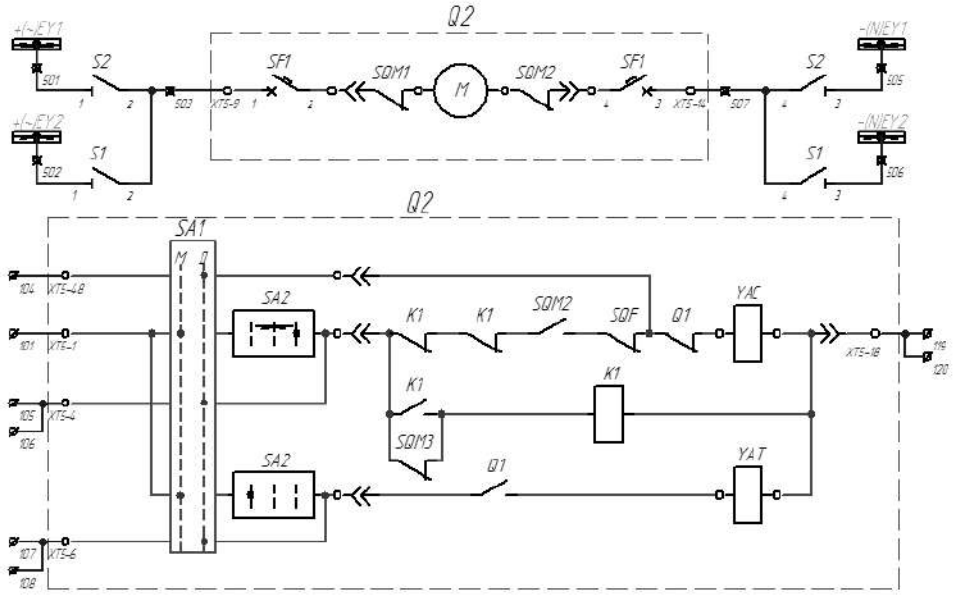 Q2
+(~)EY1
-(N)EY1
S2
SF1
SQM1
M
SQM2
SF1
S2
501
1
2
503
XT5-9
1
2
4
3
XT5-14
507
4
3
505
+(~)EY2
-(N)EY2
S1
S1
502
1
2
4
3
506
Q2
SA1
M
104
XT5-48
SA2
K1
K1
SQM2
SQF
Q1
YAC
101
XT5-1
XT5-18
119
120
K1
K1
105
XT5-4
106
SQM3
SA2
Q1
YAT
107
XT5-6
108